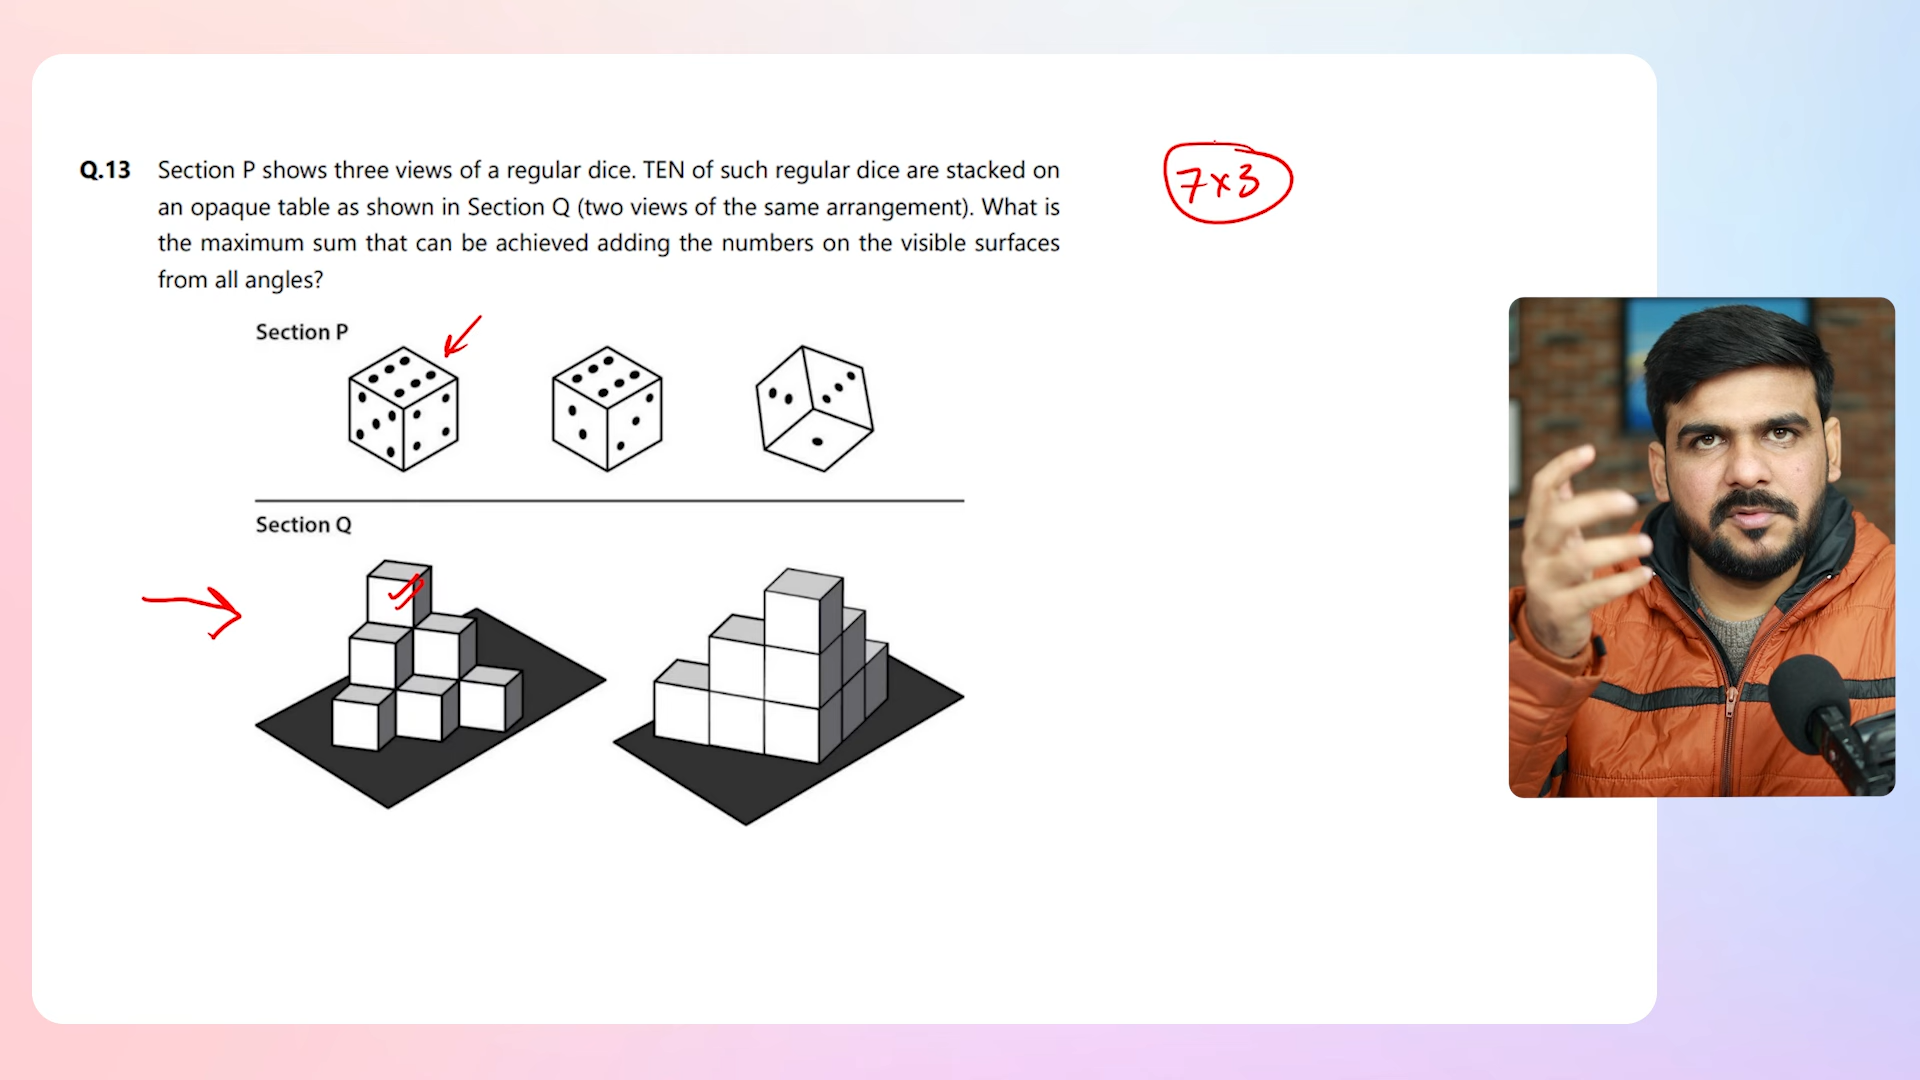 Q.13 Section P shows three views of a regular dice. TEN of such regular dice are stacked on
an opaque table as shown in Section Q (two views of the same arrangement). What is
the maximum sum that can be achieved adding the numbers on the visible surfaces
from all angles?
7x3
Section P
Section Q